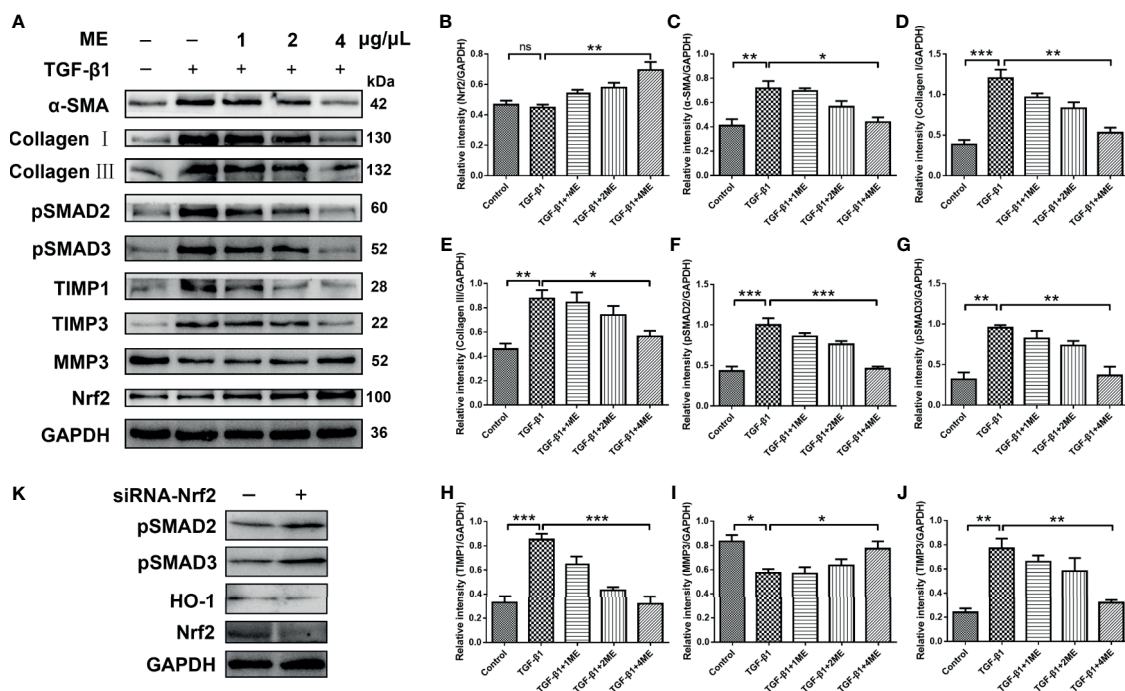 A
ME – – 1 2 4 µg/µL
TGF-β1 – + + + + kDa
α-SMA 42
Collagen Ⅰ 130
Collagen Ⅲ 132
pSMAD2 60
pSMAD3 52
TIMP1 28
TIMP3 22
MMP3 52
Nrf2 100
GAPDH 36
B
ns **
Relative intensity (Nrf2/GAPDH)
0.8
0.6
0.4
0.2
0.0
Control TGF-β1 TGF-β1+ME TGF-β1+2ME TGF-β1+4ME
C
** *
Relative intensity (α-SMA/GAPDH)
1.0
0.8
0.6
0.4
0.2
0.0
Control TGF-β1 TGF-β1+ME TGF-β1+2ME TGF-β1+4ME
D
*** **
Relative intensity (Collagen I/GAPDH)
1.5
1.0
0.5
0.0
Control TGF-β1 TGF-β1+1ME TGF-β1+2ME TGF-β1+4ME
E
** *
Relative intensity (Collagen III/GAPDH)
1.0
0.8
0.6
0.4
0.2
0.0
Control TGF-β1 TGF-β1+1ME TGF-β1+2ME TGF-β1+4ME
F
*** ***
Relative intensity (pSMAD2/GAPDH)
1.5
1.0
0.5
0.0
Control TGF-β1 TGF-β1+1ME TGF-β1+2ME TGF-β1+4ME
G
** **
Relative intensity (pSMAD3/GAPDH)
1.5
1.0
0.5
0.0
Control TGF-β1 TGF-β1+1ME TGF-β1+2ME TGF-β1+4ME
K
siRNA-Nrf2 – +
pSMAD2
pSMAD3
HO-1
Nrf2
GAPDH
H
*** ***
Relative intensity (TIMP1/GAPDH)
1.0
0.8
0.6
0.4
0.2
0.0
Control TGF-β1 TGF-β1+1ME TGF-β1+2ME TGF-β1+4ME
I
* *
Relative intensity (MMP3/GAPDH)
1.0
0.8
0.6
0.4
0.2
0.0
Control TGF-β1 TGF-β1+1ME TGF-β1+2ME TGF-β1+4ME
J
** **
Relative intensity (TIMP3/GAPDH)
1.0
0.8
0.6
0.4
0.2
0.0
Control TGF-β1 TGF-β1+1ME TGF-β1+2ME TGF-β1+4ME